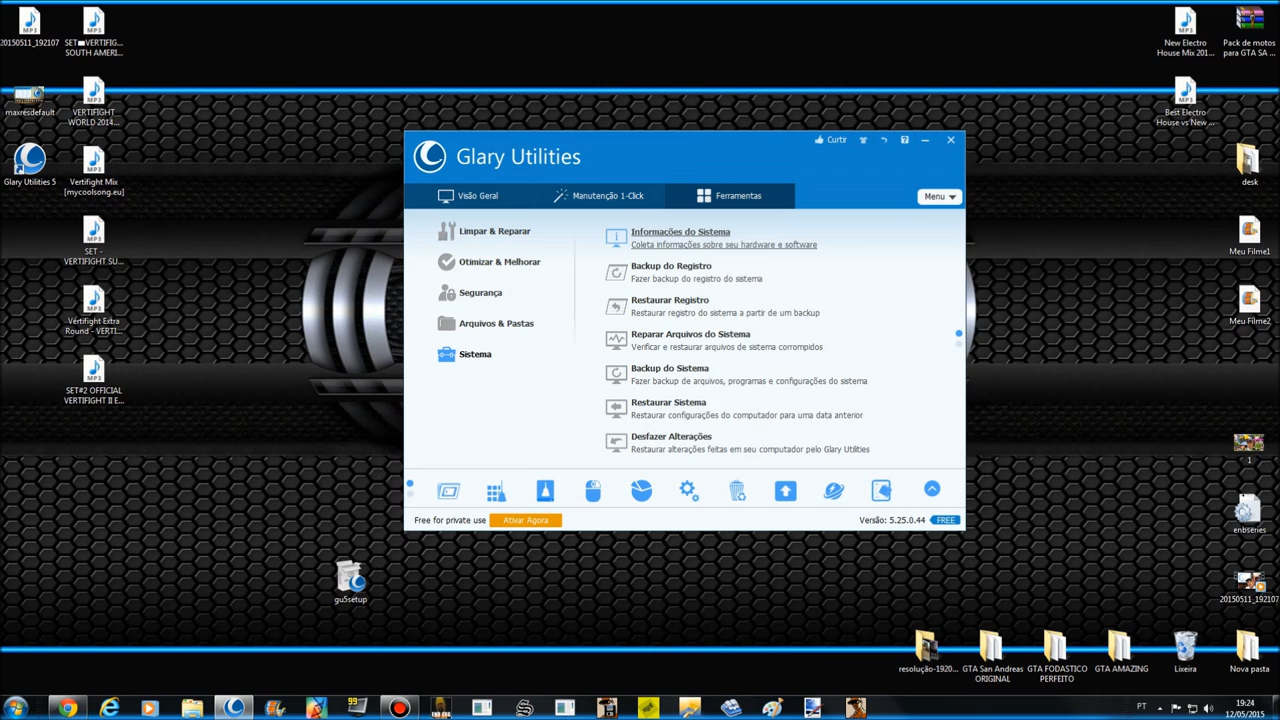 20150511_192107
SET■VERTIFIG...
SOUTH AMERI...
New Electro
House Mix 201...
Pack de motos
para GTA SA ...
maxresdefault
VERTIFIGHT
WORLD 2014...
Best Electro
House vs New ...
Glary Utilities 5
Vertifight Mix
[mycoolsong.eu]
desk
SET -
VERTIFIGHT SU...
Meu Filme1
Vertifight Extra
Round - VERTI...
Meu Filme2
SET#2 OFFICIAL
VERTIFIGHT II E...
Glary Utilities
Curtir
Visão Geral
Manutenção 1-Click
Ferramentas
Menu
Limpar & Reparar
Otimizar & Melhorar
Segurança
Arquivos & Pastas
Sistema
Informações do Sistema
Coleta informações sobre seu hardware e software
Backup do Registro
Fazer backup do registro do sistema
Restaurar Registro
Restaurar registro do sistema a partir de um backup
Reparar Arquivos do Sistema
Verificar e restaurar arquivos de sistema corrompidos
Backup do Sistema
Fazer backup de arquivos, programas e configurações do sistema
Restaurar Sistema
Restaurar configurações do computador para uma data anterior
Desfazer Alterações
Restaurar alterações feitas em seu computador pelo Glary Utilities
Free for private use
Ativar Agora
Versão: 5.25.0.44
FREE
1
enbseries
gu5setup
20150511_192107
resolução-1920...
GTA San Andreas
ORIGINAL
GTA FODASTICO
PERFEITO
GTA AMAZING
Lixeira
Nova pasta
99
PT
19:24
12/05/2015